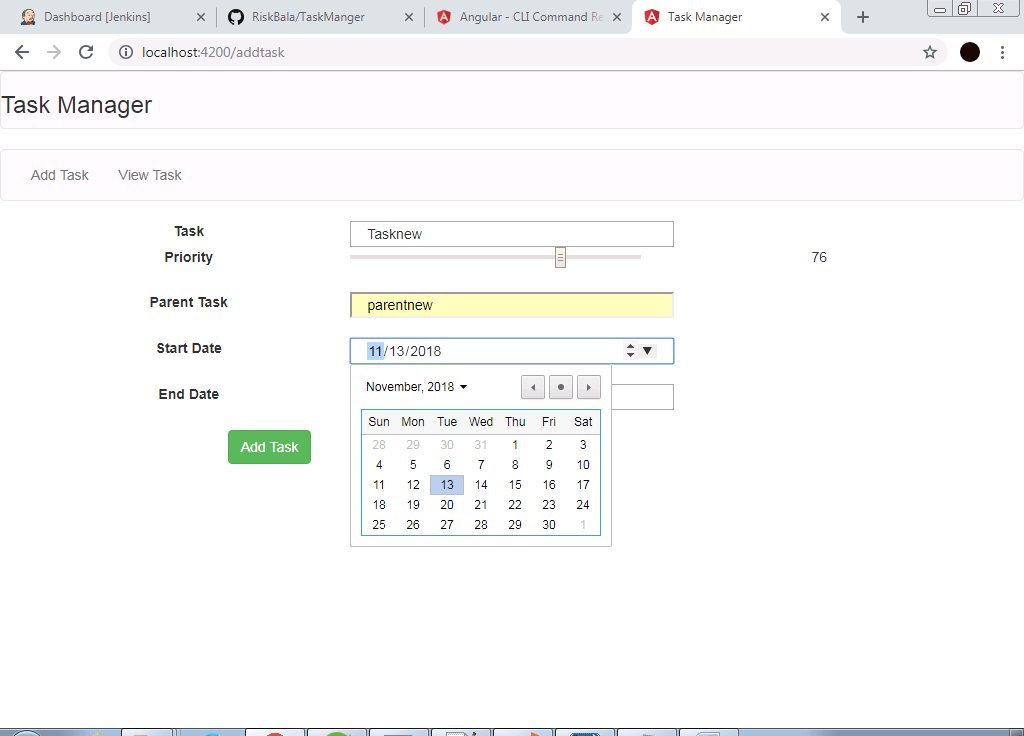 Dashboard [Jenkins] RiskBala/TaskManger Angular - CLI Command Re Task Manager
localhost:4200/addtask
Task Manager
Add Task View Task
Task Tasknew
Priority 76
Parent Task parentnew
Start Date 11/13/2018
End Date
November, 2018
Sun Mon Tue Wed Thu Fri Sat
28 29 30 31 1 2 3
4 5 6 7 8 9 10
11 12 13 14 15 16 17
18 19 20 21 22 23 24
25 26 27 28 29 30 1
Add Task